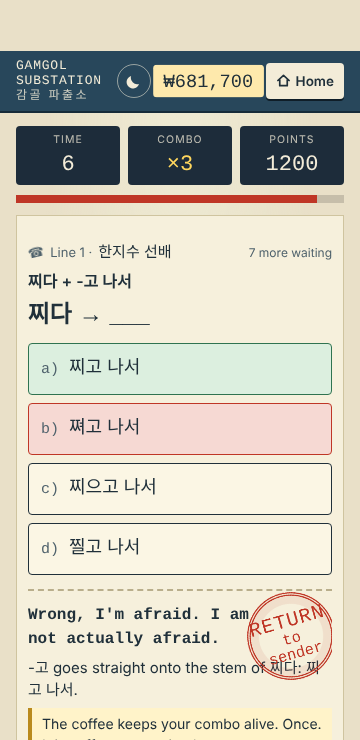 GAMGOL
SUBSTATION
감골 파출소
₩681,700
Home
TIME
6
COMBO
×3
POINTS
1200
☎ Line 1 · 한지수 선배
7 more waiting
찌다 + -고 나서
찌다 → ___
a) 찌고 나서
b) 쪄고 나서
c) 찌으고 나서
d) 찔고 나서
Wrong, I'm afraid. I am
not actually afraid.
RETURN
to
sender
-고 goes straight onto the stem of 찌다: 찌
고 나서.
The coffee keeps your combo alive. Once.